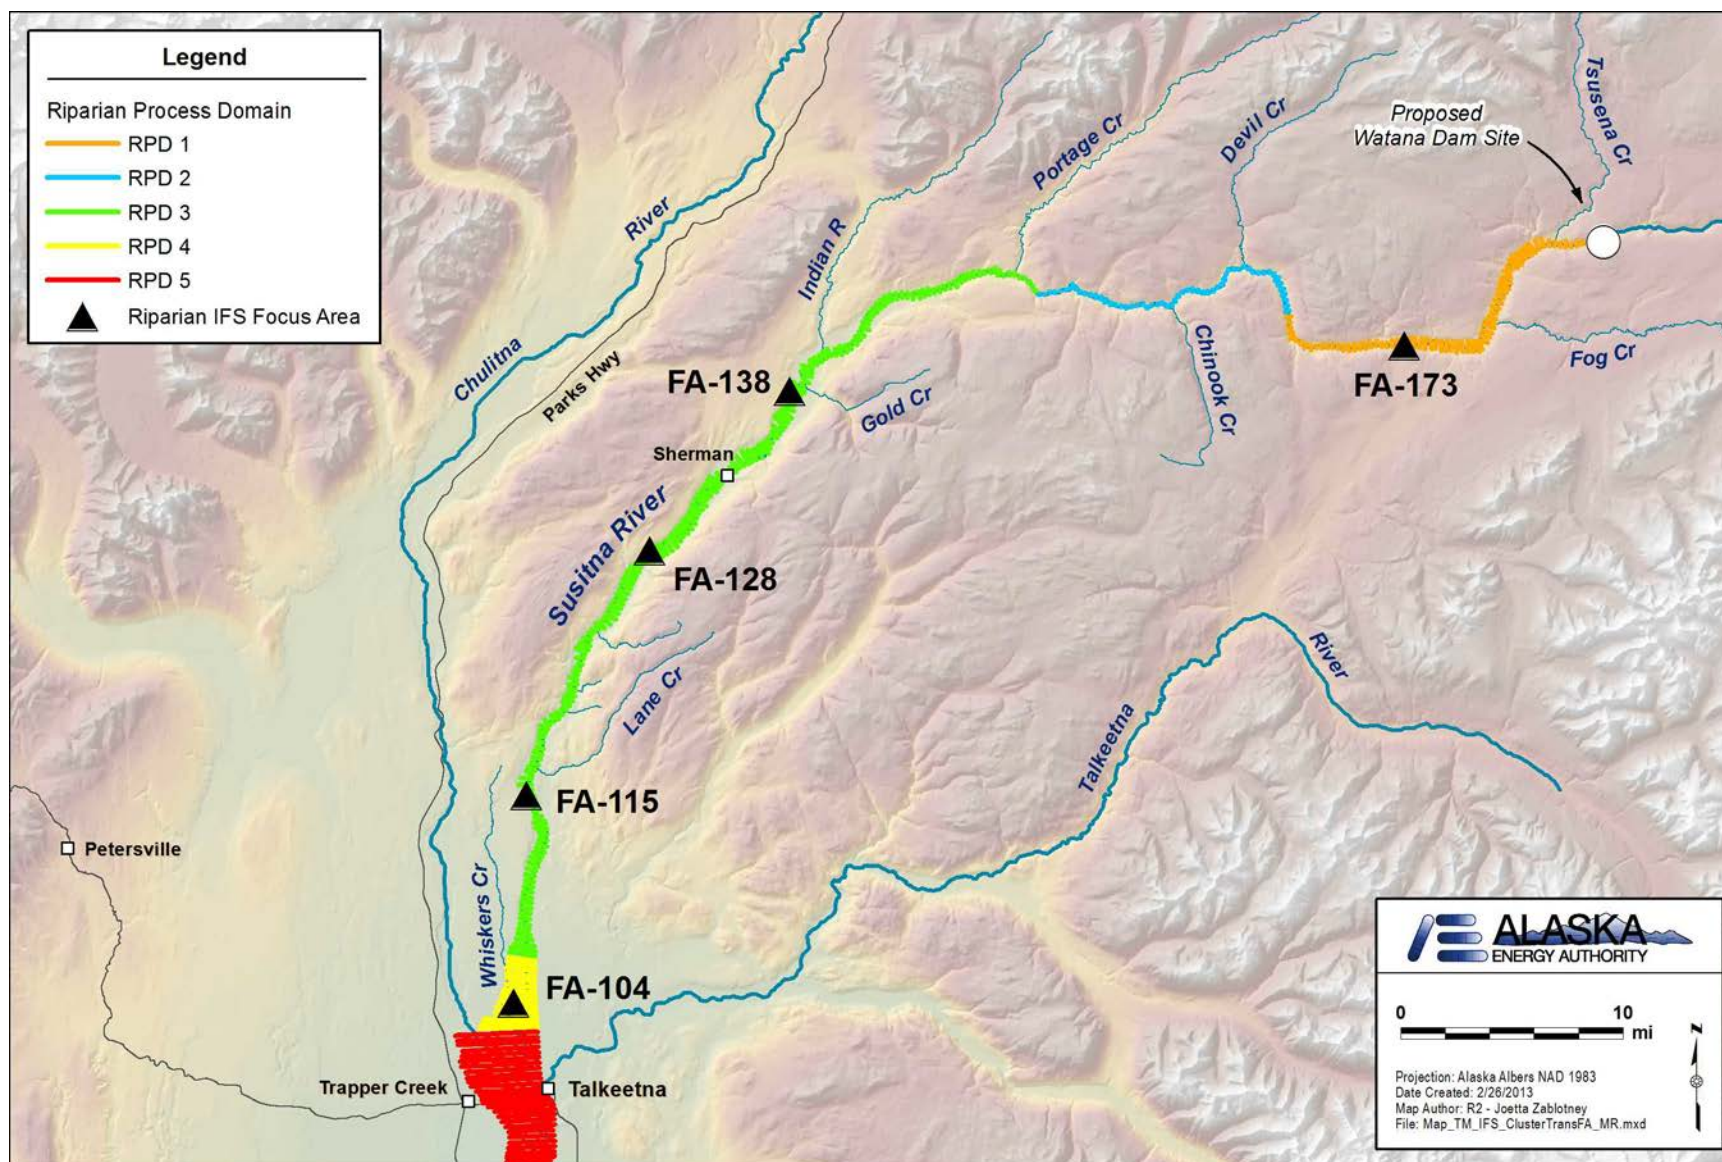 Legend
Riparian Process Domain
RPD 1
RPD 2
RPD 3
RPD 4
RPD 5
Riparian IFS Focus Area
Tsusena Cr
Proposed
Watana Dam Site
Devil Cr
Portage Cr
River
Indian R
Chulitna
Parks Hwy
Chinook Cr
Fog Cr
FA-173
FA-138
Gold Cr
Sherman
Susitna River
FA-128
Lane Cr
River
Talkeetna
FA-115
Petersville
Whiskers Cr
FA-104
Trapper Creek
Talkeetna
ALASKA
ENERGY AUTHORITY
0 10
mi
N
Projection: Alaska Albers NAD 1983
Date Created: 2/26/2013
Map Author: R2 - Joetta Zablotney
File: Map_TM_IFS_ClusterTransFA_MR.mxd